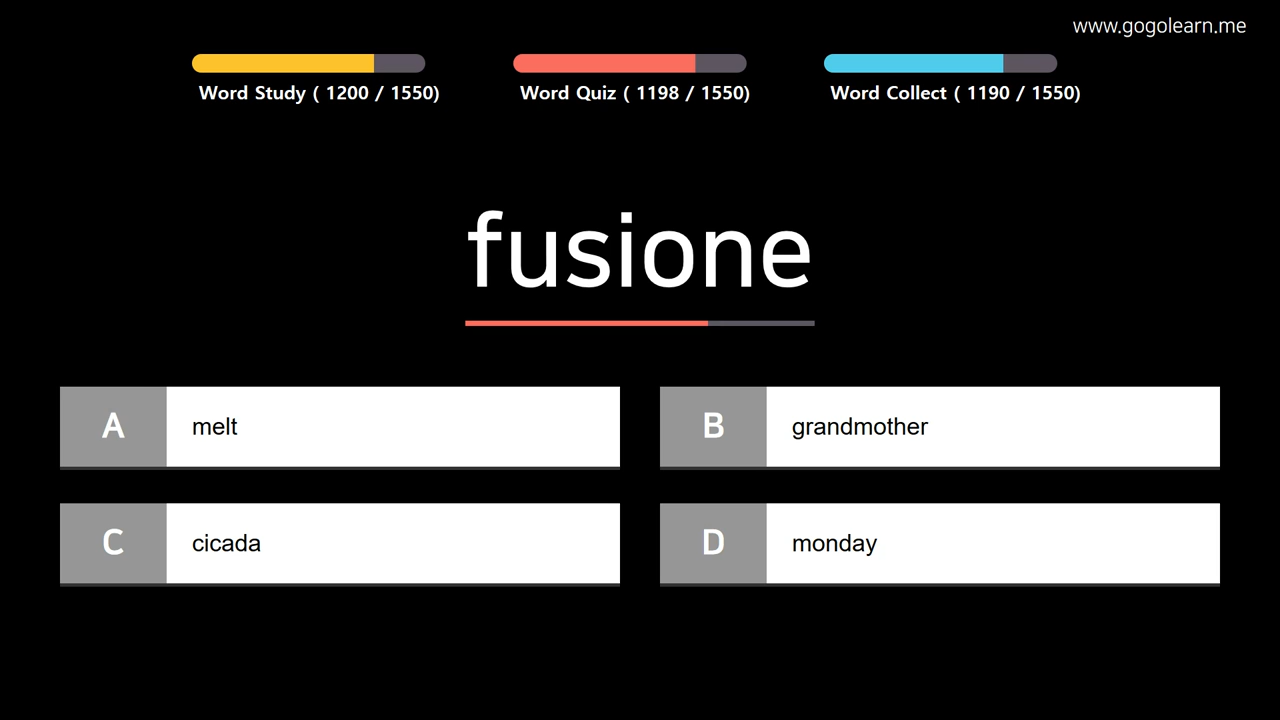 www.gogolearn.me
Word Study ( 1200 / 1550)
Word Quiz ( 1198 / 1550)
Word Collect ( 1190 / 1550)
fusione
A melt
B grandmother
C cicada
D monday